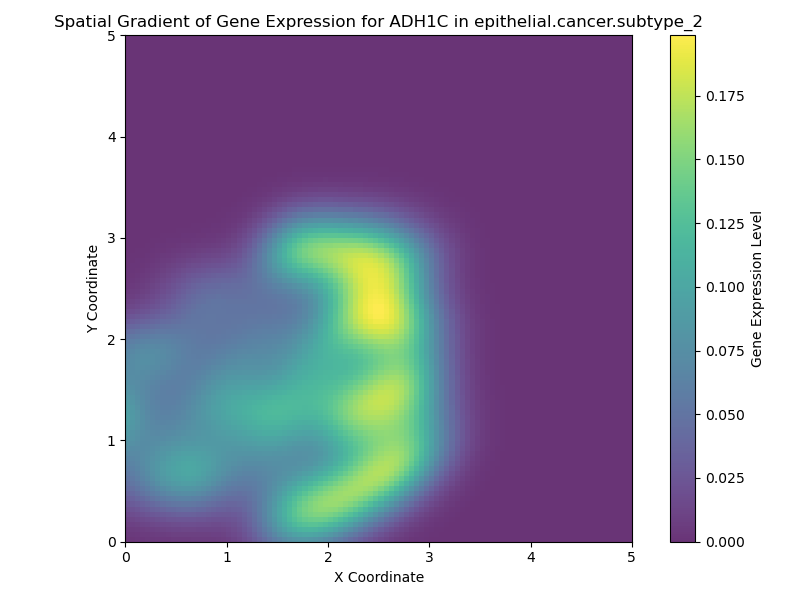 Spatial Gradient of Gene Expression for ADH1C in epithelial.cancer.subtype_2
5
4
3
2
1
0
Y Coordinate
0 1 2 3 4 5
X Coordinate
0.175
0.150
0.125
0.100
0.075
0.050
0.025
0.000
Gene Expression Level